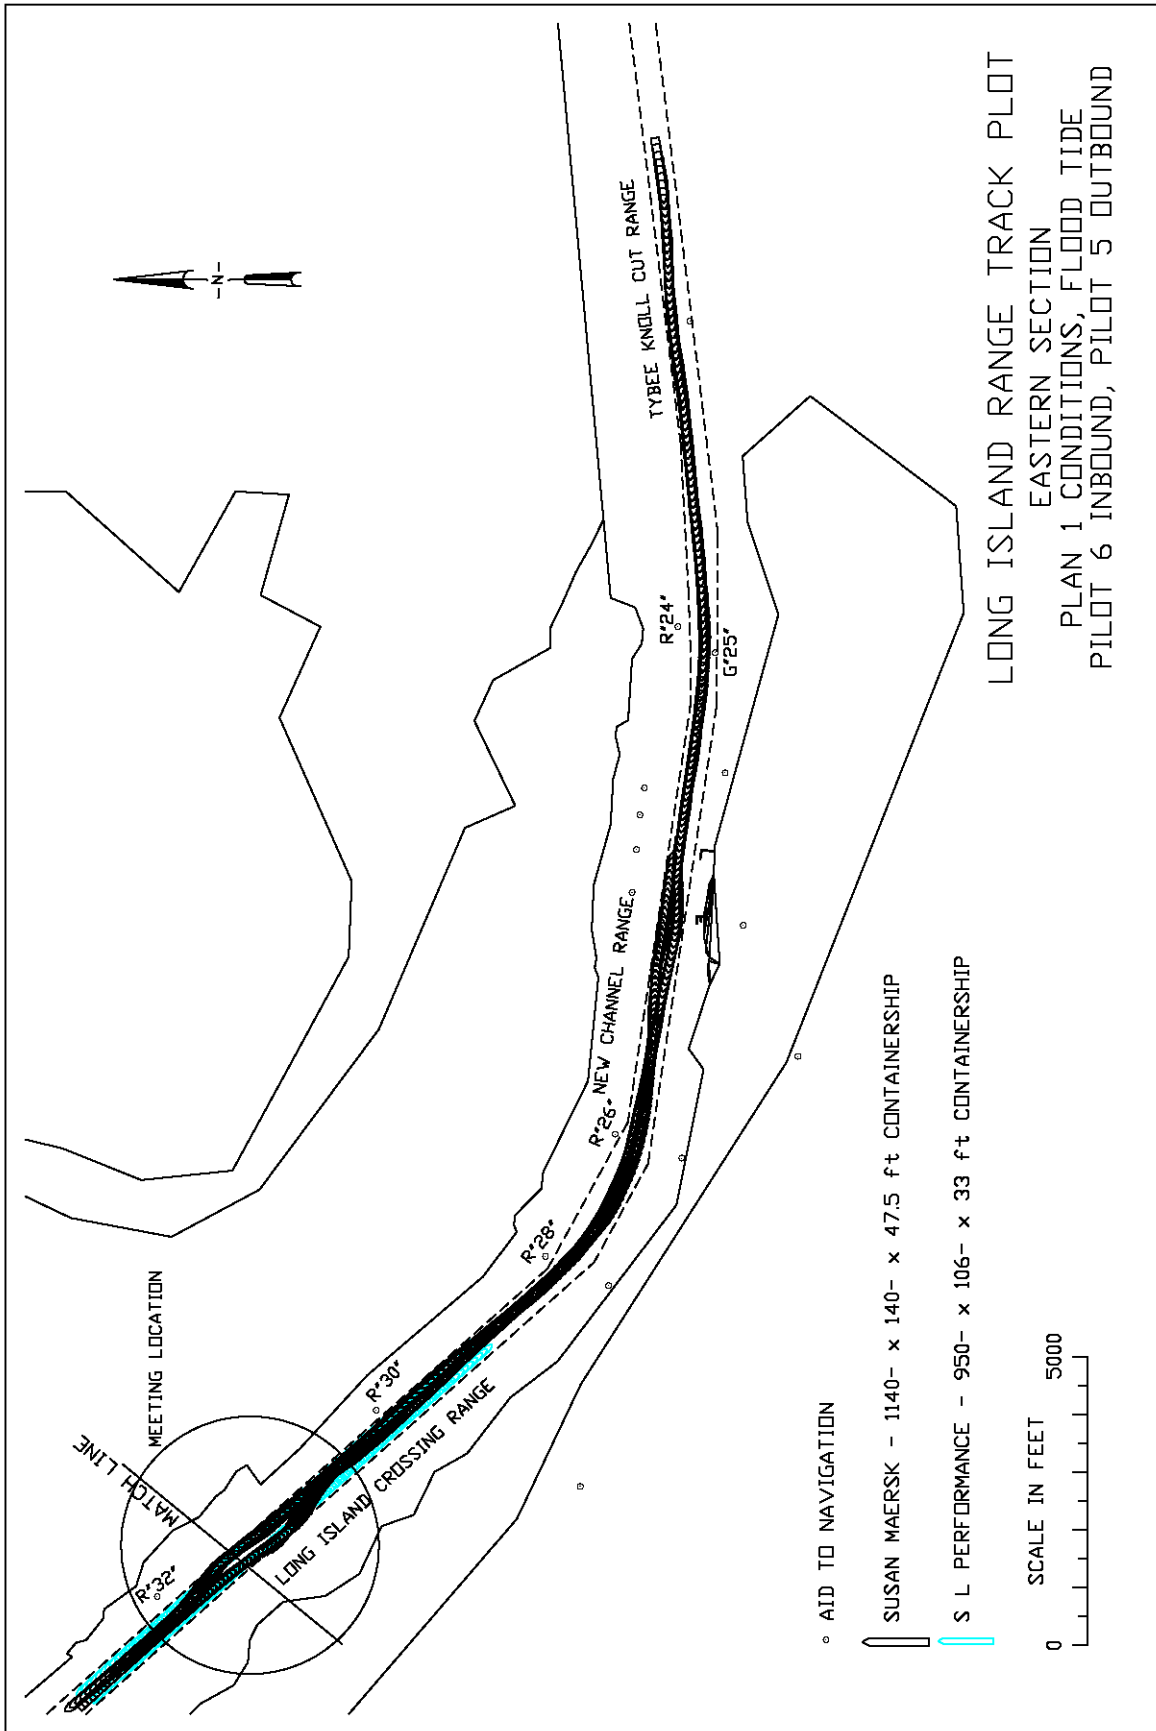 LONG ISLAND RANGE TRACK PLOT
EASTERN SECTION
PLAN 1 CONDITIONS, FLOOD TIDE
PILOT 6 INBOUND, PILOT 5 OUTBOUND
N
MATCH LINE
MEETING LOCATION
R"32"
R"30"
LONG ISLAND CROSSING RANGE
R"28"
R"26"
NEW CHANNEL RANGE
R"24"
G"25"
TYBEE KNOLL CUT RANGE
AID TO NAVIGATION
SUSAN MAERSK - 1140- x 140- x 47.5 ft CONTAINERSHIP
S L PERFORMANCE - 950- x 106- x 33 ft CONTAINERSHIP
SCALE IN FEET
0 5000